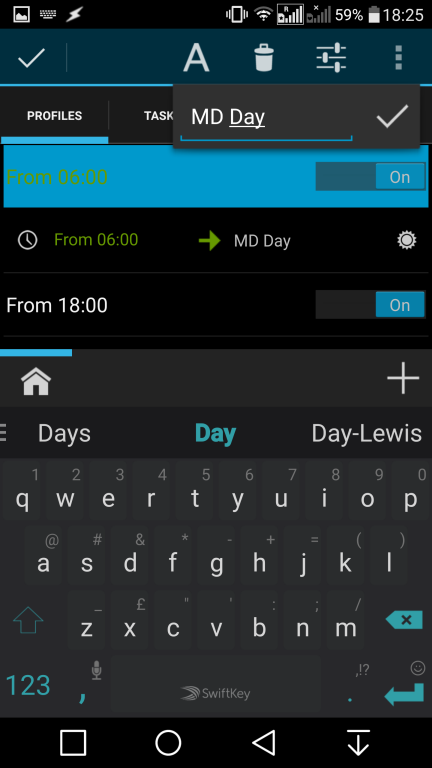 R
x
59% 18:25
A
PROFILES TASK
MD Day
From 06:00 On
From 06:00 MD Day
From 18:00 On
Days Day Day-Lewis
1 2 3 4 5 6 7 8 9 0
q w e r t y u i o p
@ # & * - + = ( )
a s d f g h j k l
_ £ " ' : ; /
z x c v b n m
,!?
123 , SwiftKey .